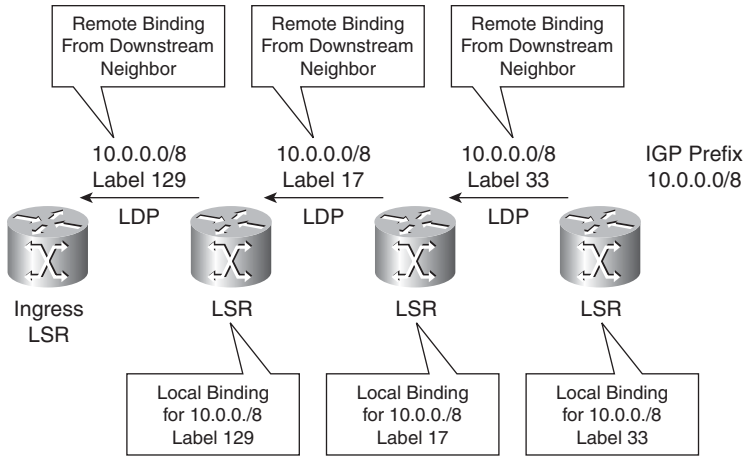 Remote Binding
From Downstream
Neighbor
Remote Binding
From Downstream
Neighbor
Remote Binding
From Downstream
Neighbor
10.0.0.0/8
Label 129
LDP
10.0.0.0/8
Label 17
LDP
10.0.0.0/8
Label 33
LDP
IGP Prefix
10.0.0.0/8
Ingress
LSR
LSR
LSR
LSR
Local Binding
for 10.0.0./8
Label 129
Local Binding
for 10.0.0./8
Label 17
Local Binding
for 10.0.0./8
Label 33